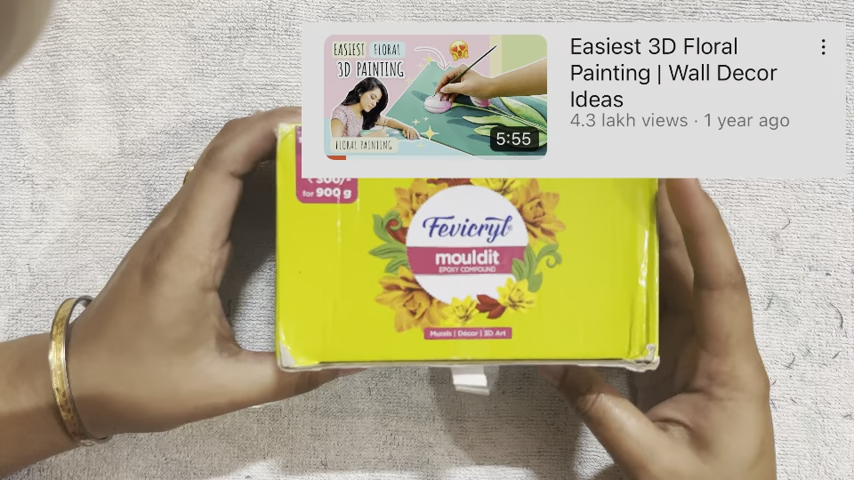 EASIEST FLORAL
3D PAINTING
FLORAL PAINTING
5:55
Easiest 3D Floral
Painting | Wall Decor
Ideas
4.3 lakh views · 1 year ago
for 900 g
Fevicryl®
mouldit
EPOXY COMPOUND
Murals | Décor | 3D Art